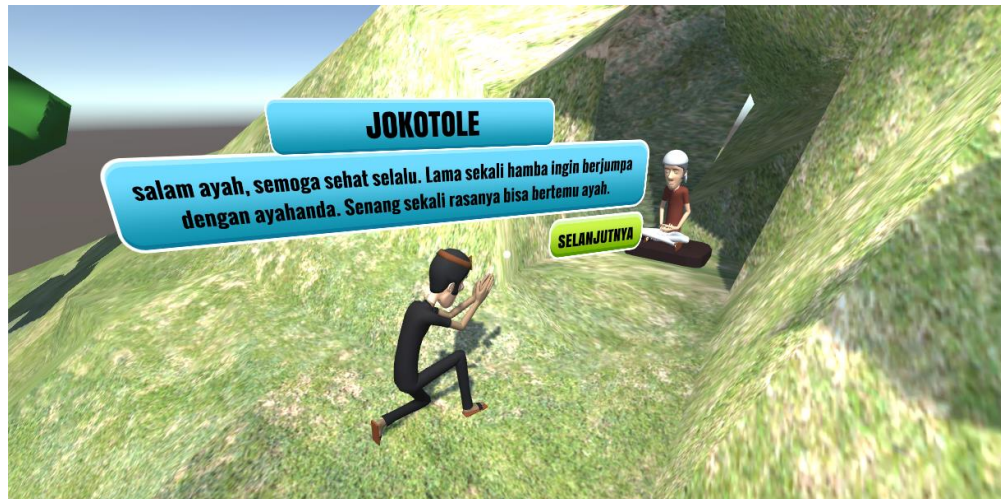 JOKOTOLE
salam ayah, semoga sehat selalu. Lama sekali hamba ingin berjumpa
dengan ayahanda. Senang sekali rasanya bisa bertemu ayah.
SELANJUTNYA